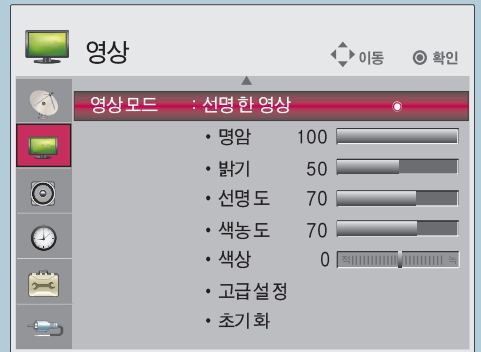 영상 이동 확인
영상모드 : 선명한 영상
• 명암 100
• 밝기 50
• 선명도 70
• 색농도 70
• 색상 0 적 녹
• 고급설정
• 초기화